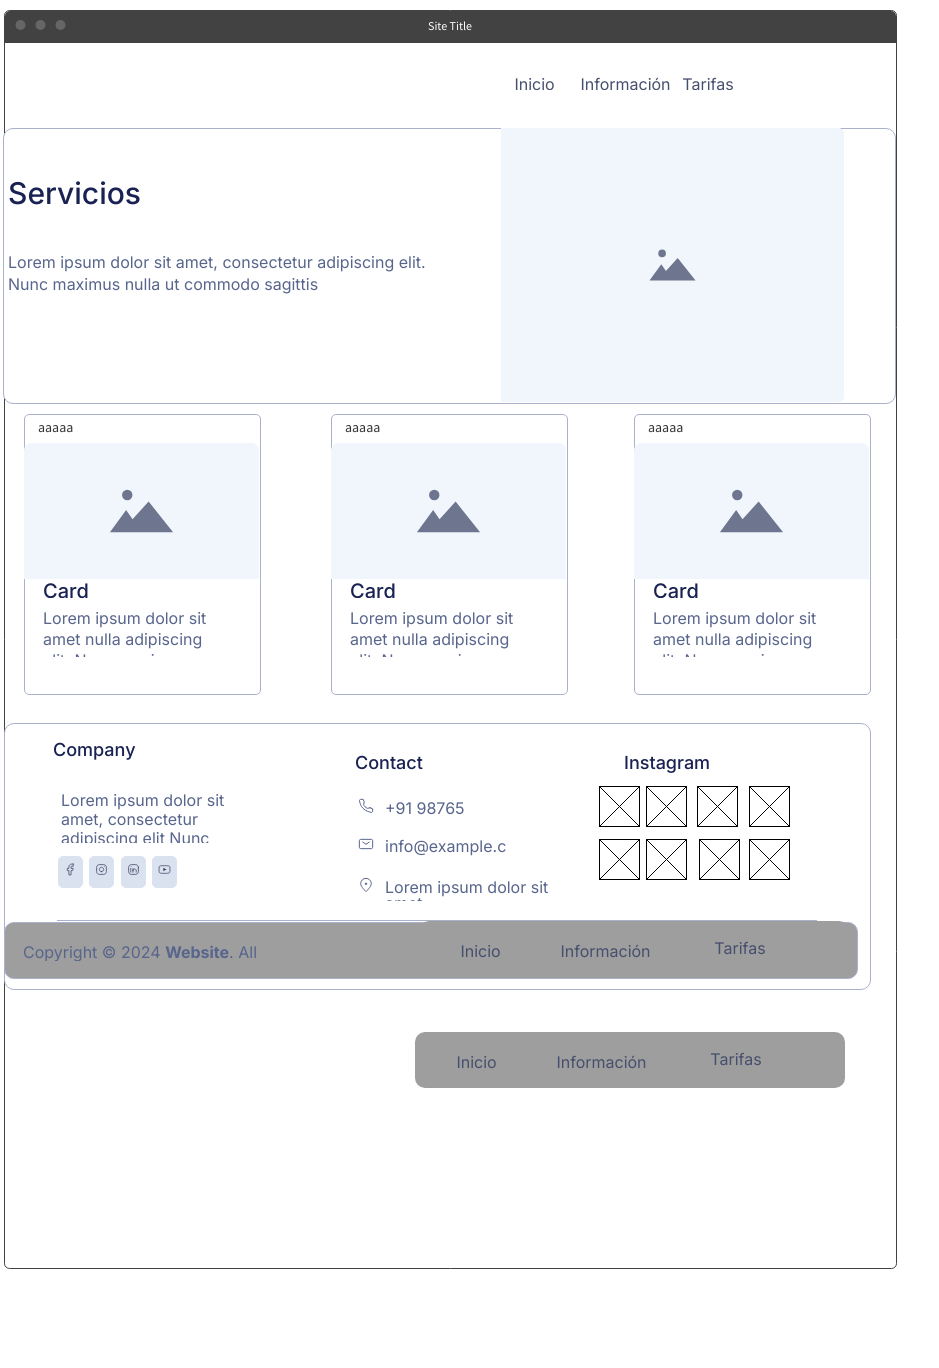 Site Title
Inicio Información Tarifas
Servicios
Lorem ipsum dolor sit amet, consectetur adipiscing elit.
Nunc maximus nulla ut commodo sagittis
aaaaa
Card
Lorem ipsum dolor sit
amet nulla adipiscing
aaaaa
Card
Lorem ipsum dolor sit
amet nulla adipiscing
aaaaa
Card
Lorem ipsum dolor sit
amet nulla adipiscing
Company
Lorem ipsum dolor sit
amet, consectetur
adipiscing elit Nunc
Contact
+91 98765
info@example.c
Lorem ipsum dolor sit
Instagram
Copyright © 2024 Website. All
Inicio Información Tarifas
Inicio Información Tarifas